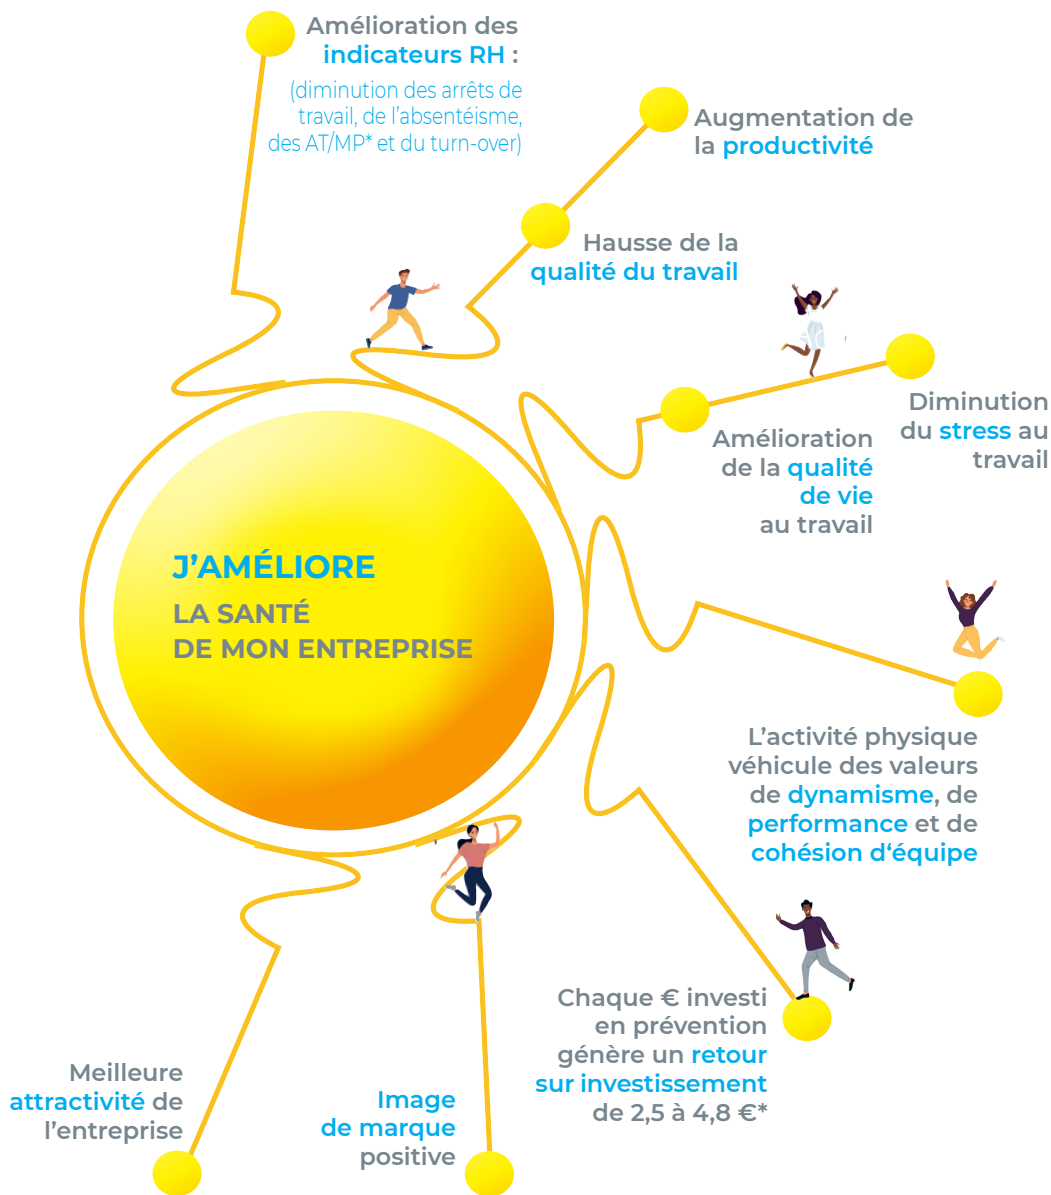 Amélioration des
indicateurs RH :
(diminution des arrêts de
travail, de l’absentéisme,
des AT/MP* et du turn-over)
Augmentation de
la productivité
Hausse de la
qualité du travail
Diminution
du stress au
travail
Amélioration
de la qualité
de vie
au travail
J’AMÉLIORE
LA SANTÉ
DE MON ENTREPRISE
L’activité physique
véhicule des valeurs
de dynamisme, de
performance et de
cohésion d‘équipe
Chaque € investi
en prévention
génère un retour
sur investissement
de 2,5 à 4,8 €*
Meilleure
attractivité de
l’entreprise
Image
de marque
positive